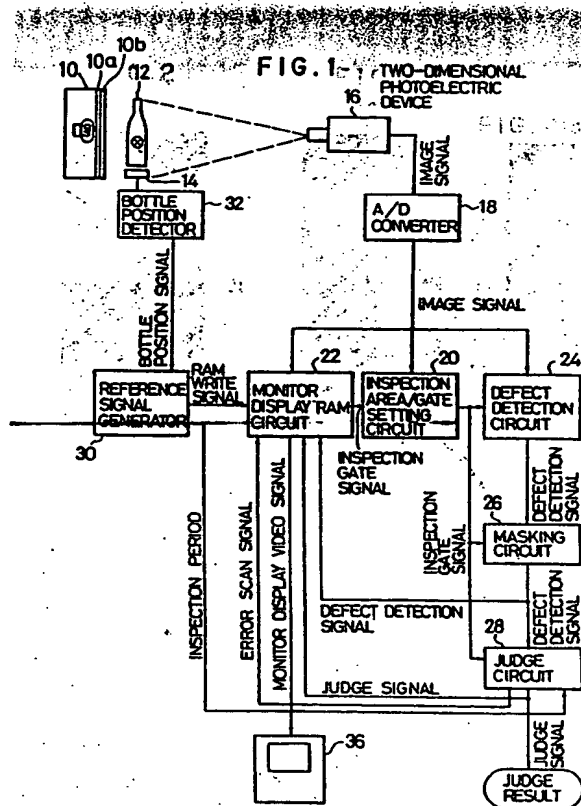 10 10a 10b
12 ?
FIG. 1
TWO-DIMENSIONAL
PHOTOELECTRIC
DEVICE
16
14
BOTTLE
POSITION
DETECTOR
32
IMAGE
SIGNAL
A/D
CONVERTER
18
BOTTLE
POSITION SIGNAL
IMAGE SIGNAL
RAM
WRITE
SIGNAL
22
20
24
REFERENCE
SIGNAL
GENERATOR
30
MONITOR
DISPLAY RAM
CIRCUIT
INSPECTION
AREA/GATE
SETTING
CIRCUIT
DEFECT
DETECTION
CIRCUIT
INSPECTION
GATE
SIGNAL
DEFECT
DETECTION
SIGNAL
26
MASKING
CIRCUIT
INSPECTION PERIOD
ERROR SCAN SIGNAL
MONITOR DISPLAY VIDEO SIGNAL
INSPECTION
GATE
SIGNAL
DEFECT DETECTION
SIGNAL
DEFECT
DETECTION
SIGNAL
28
JUDGE
CIRCUIT
JUDGE SIGNAL
36
JUDGE
SIGNAL
JUDGE
RESULT